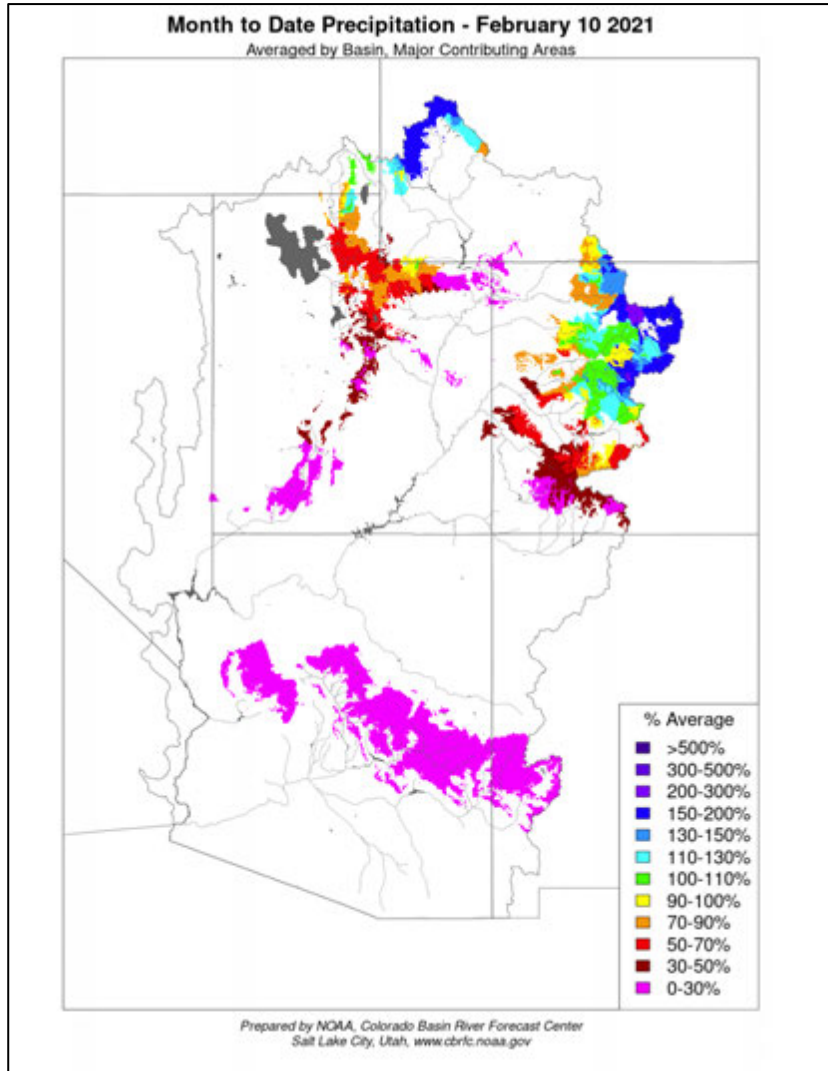 Month to Date Precipitation - February 10 2021
Averaged by Basin, Major Contributing Areas
% Average
>500%
300-500%
200-300%
150-200%
130-150%
110-130%
100-110%
90-100%
70-90%
50-70%
30-50%
0-30%
Prepared by NOAA, Colorado Basin River Forecast Center
Salt Lake City, Utah, www.cbrfc.noaa.gov